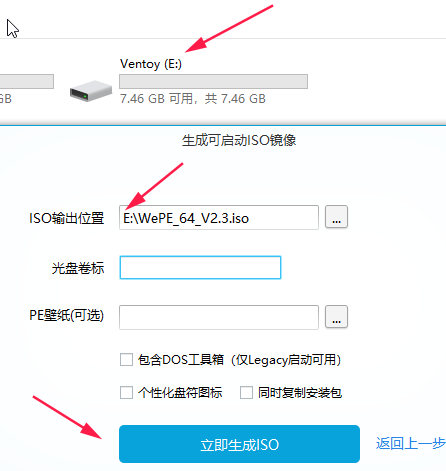 Ventoy (E:)
GB
7.46 GB 可用，共 7.46 GB
生成可启动ISO镜像
ISO输出位置
E:\WePE_64_V2.3.iso
...
光盘卷标
PE壁纸(可选)
...
包含DOS工具箱（仅Legacy启动可用）
个性化盘符图标
同时复制安装包
立即生成ISO
返回上一步